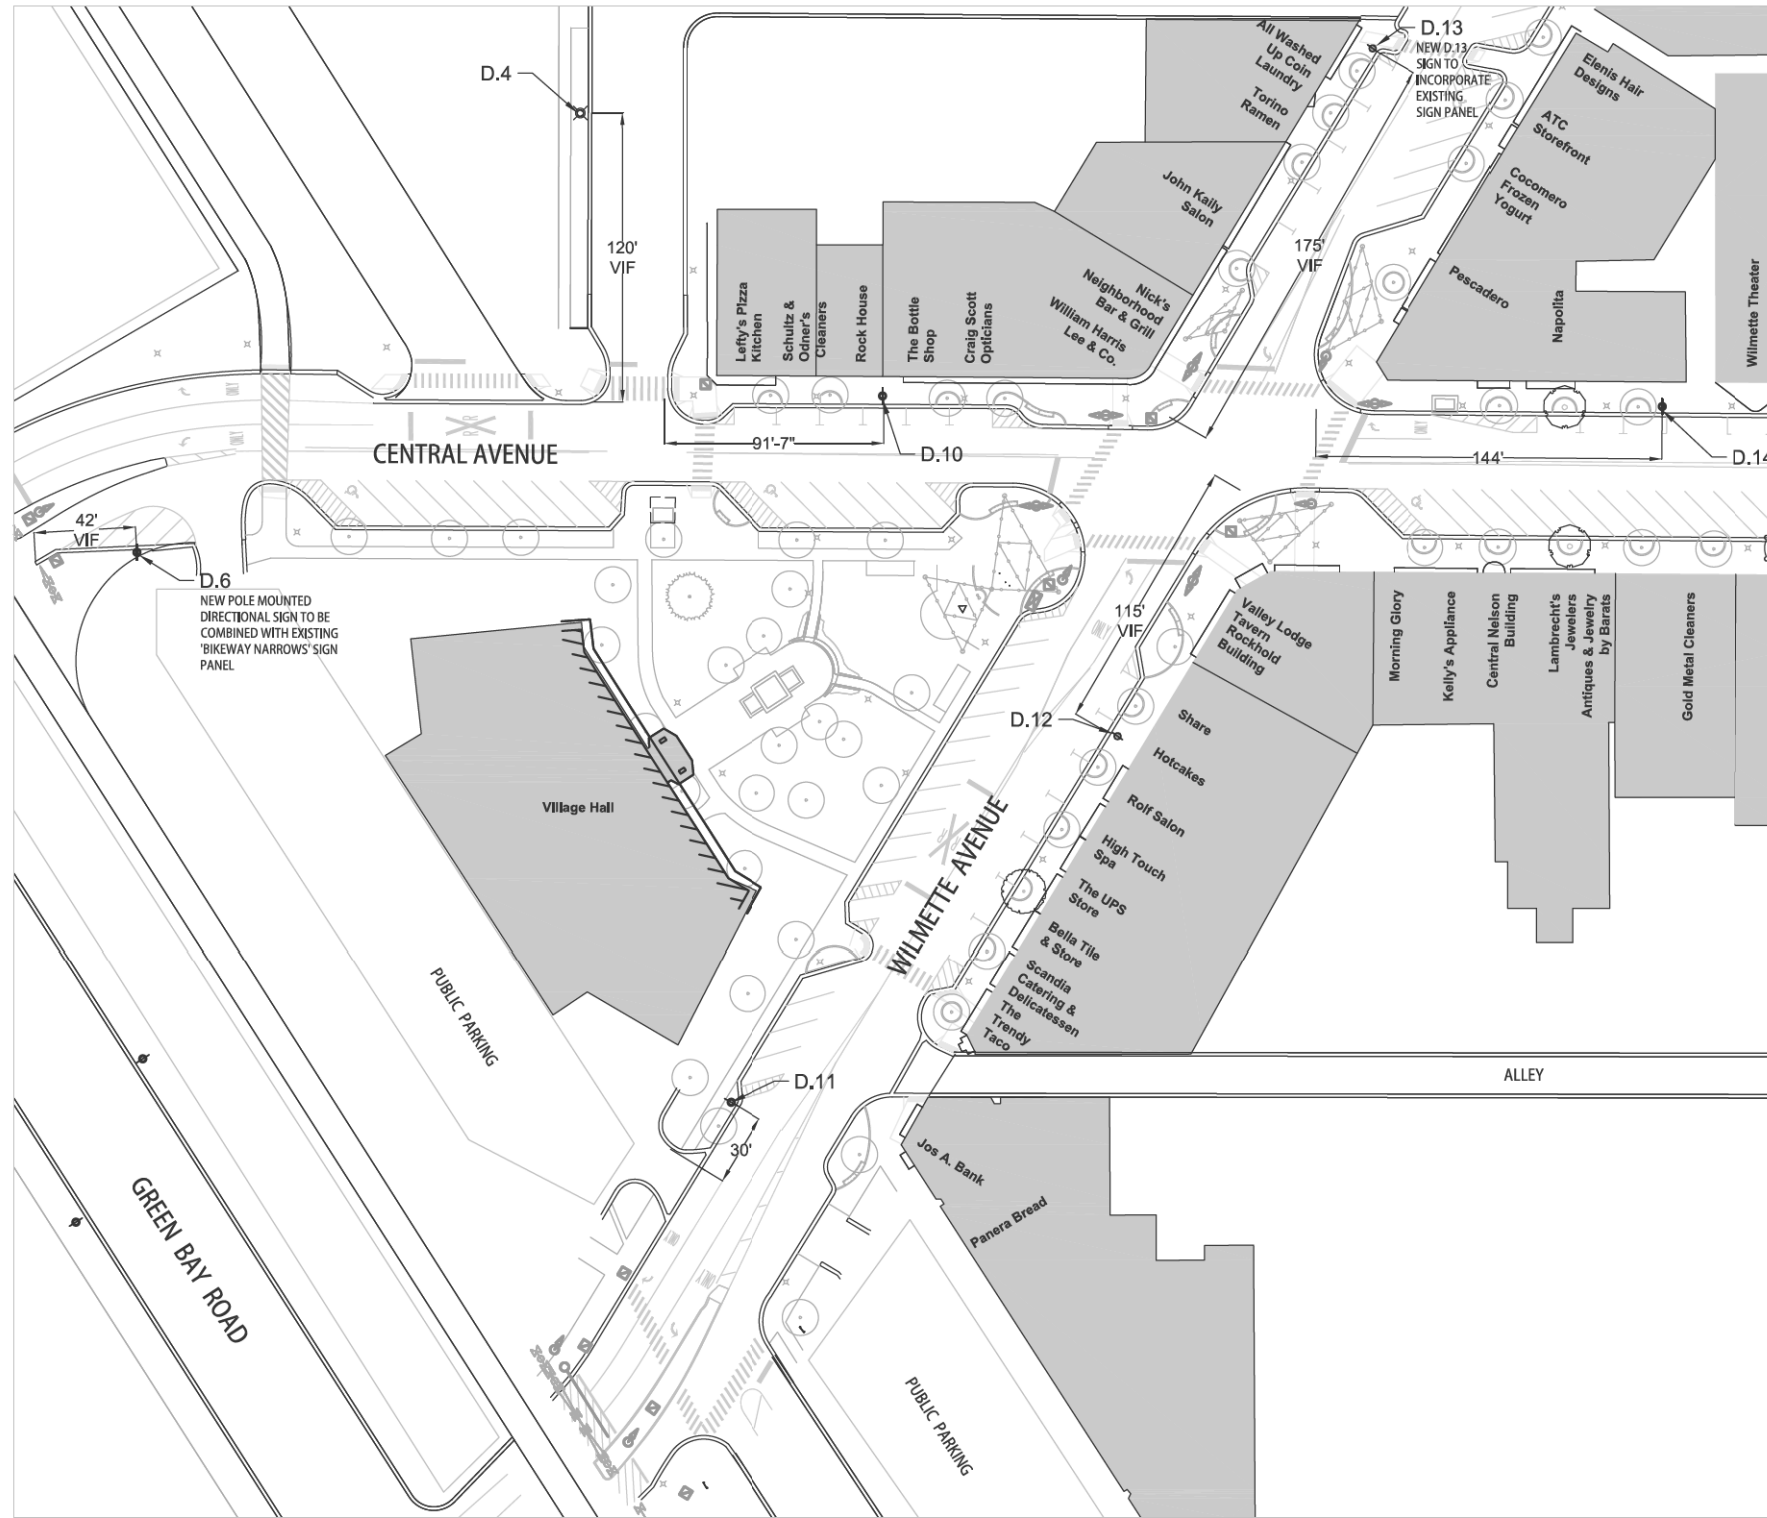 All Washed
Up Coin
Laundry
Torino
Ramen
D.13
NEW D.13
SIGN TO
INCORPORATE
EXISTING
SIGN PANEL
Elenis Hair
Designs
ATC
Storefront
Cocomero
Frozen
Yogurt
Pescadero
Napolita
Wilmette Theater
D.4
120'
VIF
John Kaily
Salon
175'
VIF
Lefty's Pizza
Kitchen
Schultz &
Odner's
Cleaners
Rock House
The Bottle
Shop
Craig Scott
Opticians
Nick's
Neighborhood
Bar & Grill
William Harris
Lee & Co.
ONLY
ONLY
CENTRAL AVENUE
R R
91'-7"
D.10
ONLY
144'
D.14
42'
VIF
D.6
NEW POLE MOUNTED
DIRECTIONAL SIGN TO BE
COMBINED WITH EXISTING
'BIKEWAY NARROWS' SIGN
PANEL
115'
VIF
ONLY
D.12
Valley Lodge
Tavern
Rockhold
Building
Morning Glory
Kelly's Appliance
Central Nelson
Building
Lambrecht's
Jewelers
Antiques & Jewelry
by Barats
Gold Metal Cleaners
Share
Hotcakes
Rolf Salon
High Touch
Spa
The UPS
Store
Bella Tile
& Store
Scandia
Catering &
Delicatessen
The
Trendy
Taco
Village Hall
WILMETTE AVENUE
R R
PUBLIC PARKING
D.11
30'
ALLEY
Jos A. Bank
Panera Bread
GREEN BAY ROAD
ONLY
PUBLIC PARKING